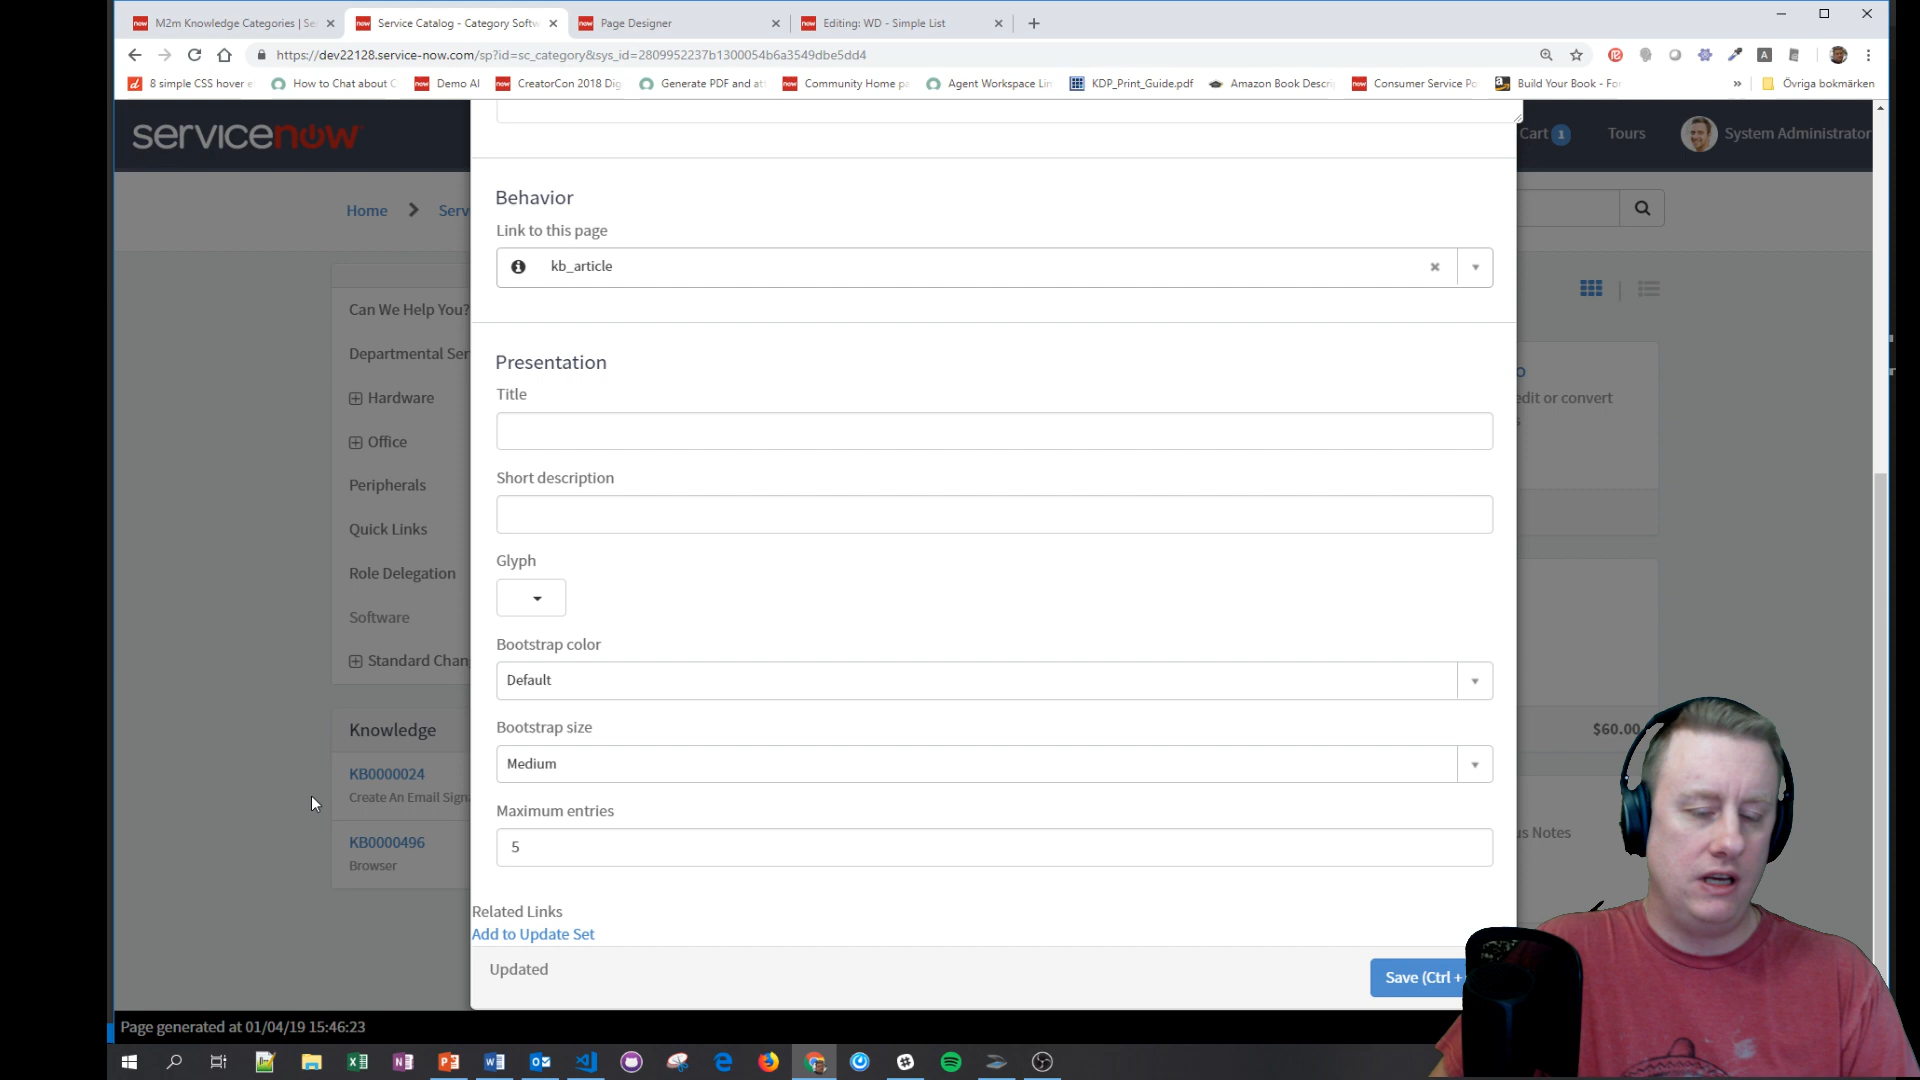 M2m Knowledge Categories | Se
Service Catalog - Category Softw
Page Designer
Editing: WD - Simple List
https://dev22128.service-now.com/sp?id=sc_category&sys_id=2809952237b1300054b6a3549dbe5dd4
8 simple CSS hover e
How to Chat about C
Demo AI
CreatorCon 2018 Dig
Generate PDF and at
Community Home pa
Agent Workspace Lin
KDP_Print_Guide.pdf
Amazon Book Descri
Consumer Service Po
Build Your Book - For
»
Övriga bokmärken
servicenow
Cart 1
Tours
System Administrator
Home
Serv
Behavior
Link to this page
kb_article
Can We Help You?
Departmental Ser
Hardware
Office
Peripherals
Quick Links
Role Delegation
Software
Standard Chan
edit or convert
Presentation
Title
Short description
Glyph
Bootstrap color
Default
Bootstrap size
Medium
Maximum entries
5
$60.00
us Notes
Knowledge
KB0000024
Create An Email Signa
KB0000496
Browser
Related Links
Add to Update Set
Updated
Save (Ctrl +
Page generated at 01/04/19 15:46:23